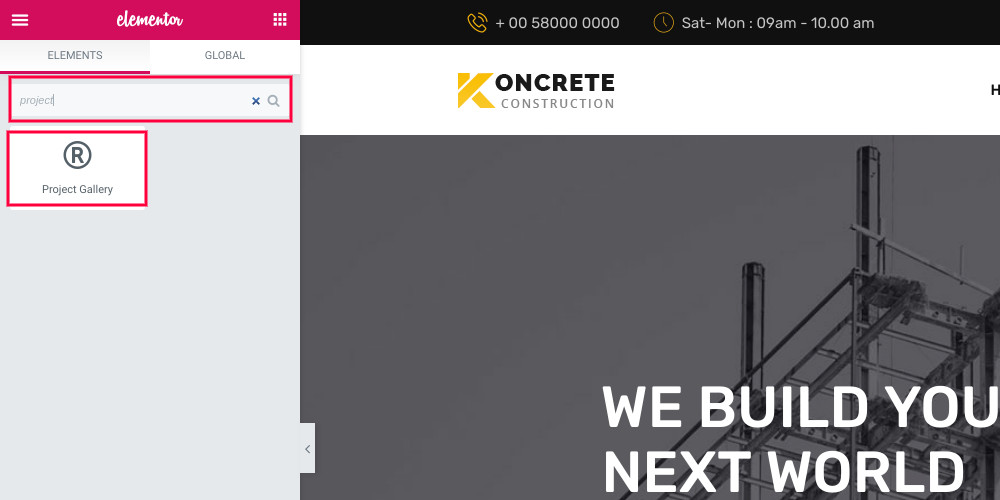 elementor
ELEMENTS
GLOBAL
project
®
Project Gallery
+ 00 58000 0000
Sat- Mon : 09am - 10.00 am
KONCRETE
CONSTRUCTION
H
WE BUILD YOU
NEXT WORLD